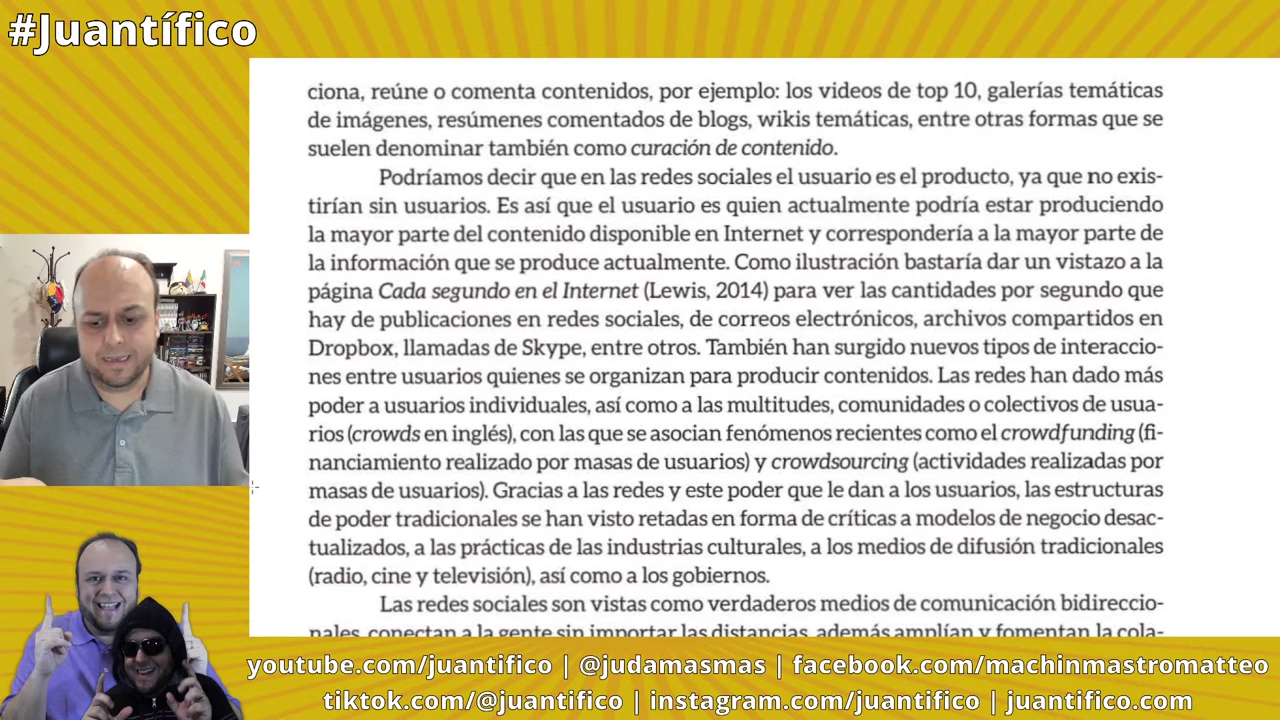 #Juantífico
ciona, reúne o comenta contenidos, por ejemplo: los videos de top 10, galerías temáticas
de imágenes, resúmenes comentados de blogs, wikis temáticas, entre otras formas que se
suelen denominar también como curación de contenido.
Podríamos decir que en las redes sociales el usuario es el producto, ya que no exis-
tirían sin usuarios. Es así que el usuario es quien actualmente podría estar produciendo
la mayor parte del contenido disponible en Internet y correspondería a la mayor parte de
la información que se produce actualmente. Como ilustración bastaría dar un vistazo a la
página Cada segundo en el Internet (Lewis, 2014) para ver las cantidades por segundo que
hay de publicaciones en redes sociales, de correos electrónicos, archivos compartidos en
Dropbox, llamadas de Skype, entre otros. También han surgido nuevos tipos de interaccio-
nes entre usuarios quienes se organizan para producir contenidos. Las redes han dado más
poder a usuarios individuales, así como a las multitudes, comunidades o colectivos de usua-
rios (crowds en inglés), con las que se asocian fenómenos recientes como el crowdfunding (fi-
nanciamiento realizado por masas de usuarios) y crowdsourcing (actividades realizadas por
masas de usuarios). Gracias a las redes y este poder que le dan a los usuarios, las estructuras
de poder tradicionales se han visto retadas en forma de críticas a modelos de negocio desac-
tualizados, a las prácticas de las industrias culturales, a los medios de difusión tradicionales
(radio, cine y televisión), así como a los gobiernos.
Las redes sociales son vistas como verdaderos medios de comunicación bidireccio-
nales, conectan a la gente sin importar las distancias, además amplían y fomentan la cola-
youtube.com/juantifico | @judamasmas | facebook.com/machinmastromatteo
tiktok.com/@juantifico | instagram.com/juantifico | juantifico.com